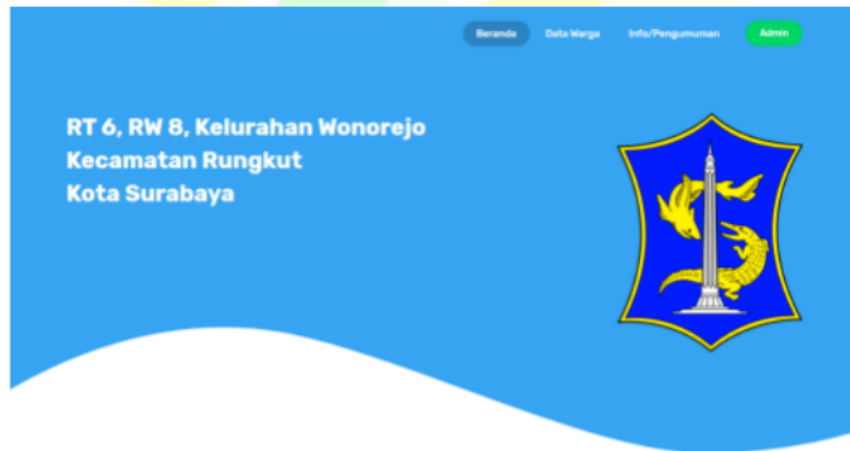 Beranda Data Warga Info/Pengumuman Admin
RT 6, RW 8, Kelurahan Wonorejo
Kecamatan Rungkut
Kota Surabaya